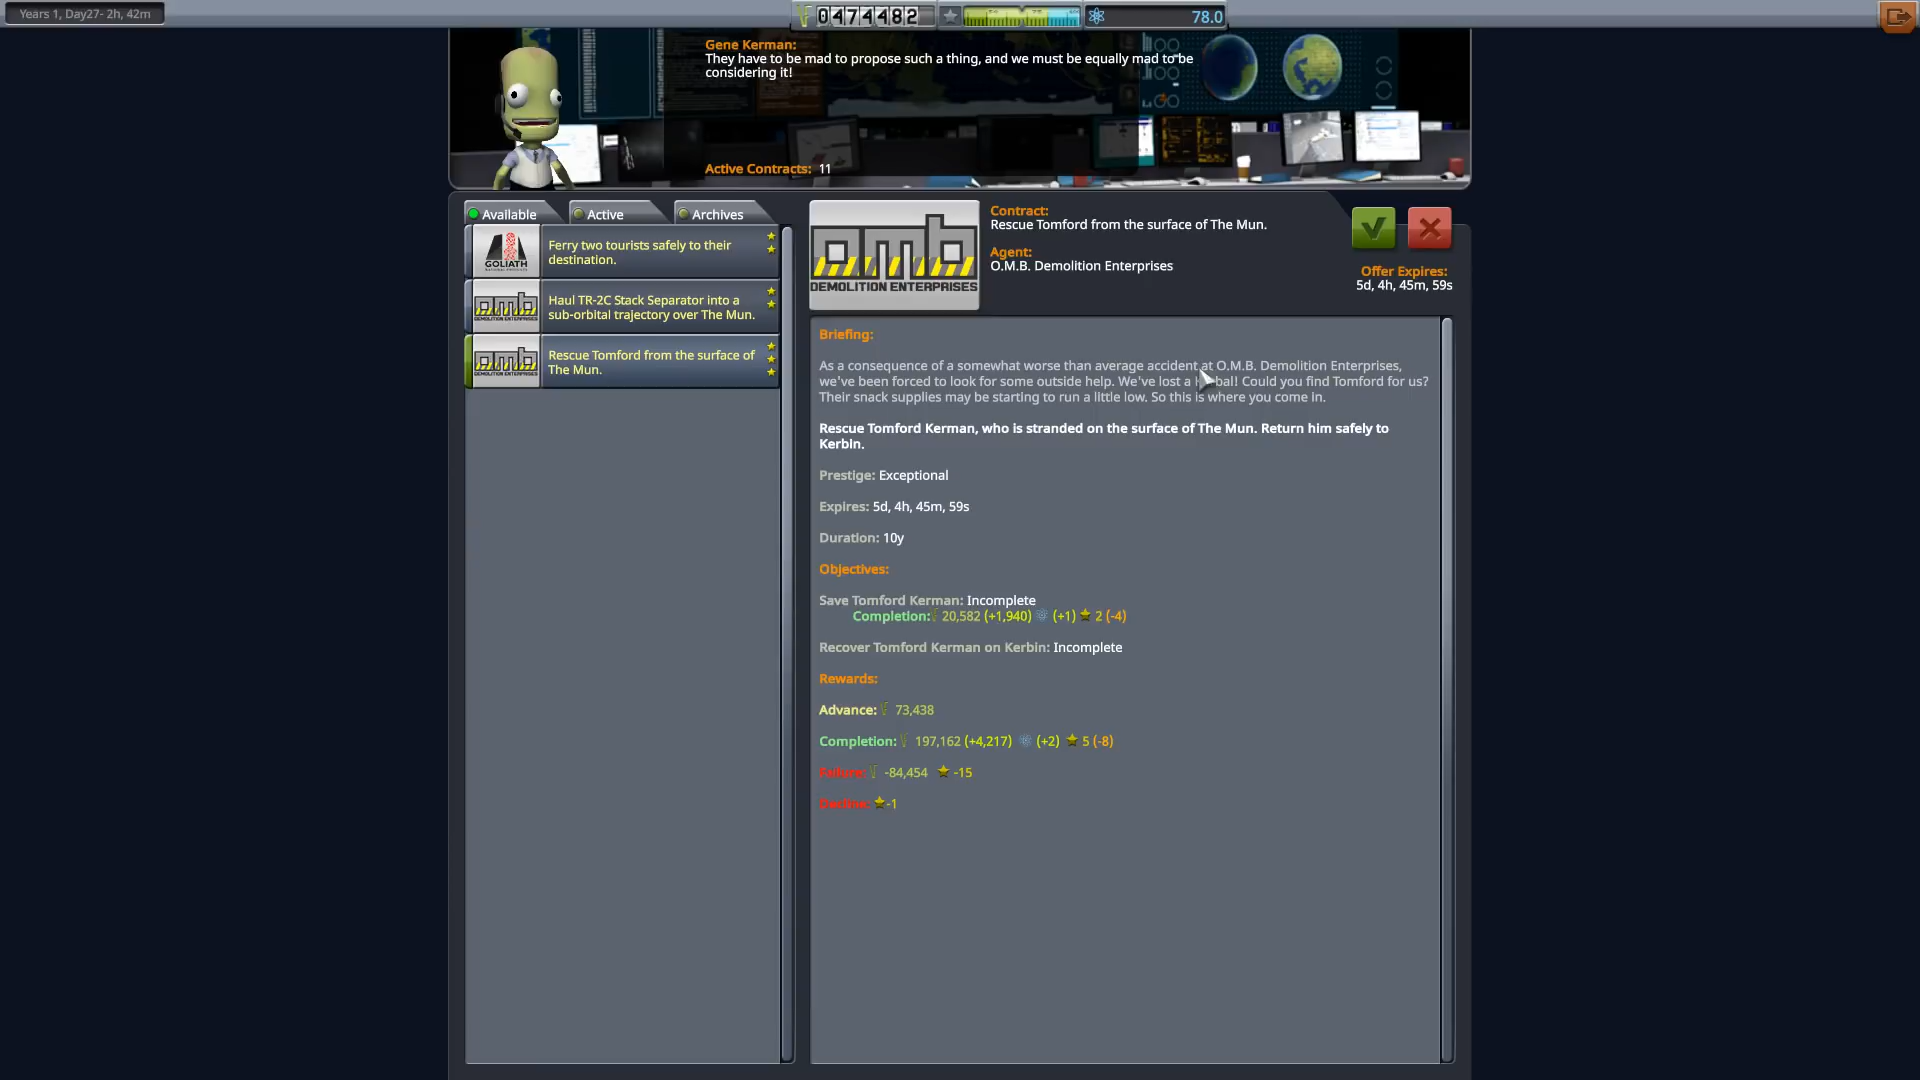 Years 1, Day27- 2h, 42m
0474482
78.0
Gene Kerman:
They have to be mad to propose such a thing, and we must be equally mad to be
considering it!
Active Contracts: 11
Available
Active
Archives
GOLIATH
NATIONAL PRODUCTS
Ferry two tourists safely to their
destination.
omb
DEMOLITION ENTERPRISES
Haul TR-2C Stack Separator into a
sub-orbital trajectory over The Mun.
omb
DEMOLITION ENTERPRISES
Rescue Tomford from the surface of
The Mun.
omb
DEMOLITION ENTERPRISES
Contract:
Rescue Tomford from the surface of The Mun.
Agent:
O.M.B. Demolition Enterprises
Offer Expires:
5d, 4h, 45m, 59s
Briefing:
As a consequence of a somewhat worse than average accident at O.M.B. Demolition Enterprises,
we've been forced to look for some outside help. We've lost a Could you find Tomford for us?
Their snack supplies may be starting to run a little low. So this is where you come in.
Rescue Tomford Kerman, who is stranded on the surface of The Mun. Return him safely to
Kerbin.
Prestige: Exceptional
Expires: 5d, 4h, 45m, 59s
Duration: 10y
Objectives:
Save Tomford Kerman: Incomplete
Completion: 20,582 (+1,940) (+1) 2 (-4)
Recover Tomford Kerman on Kerbin: Incomplete
Rewards:
Advance: 73,438
Completion: 197,162 (+4,217) (+2) 5 (-8)
Failure: -84,454 -15
Decline: -1